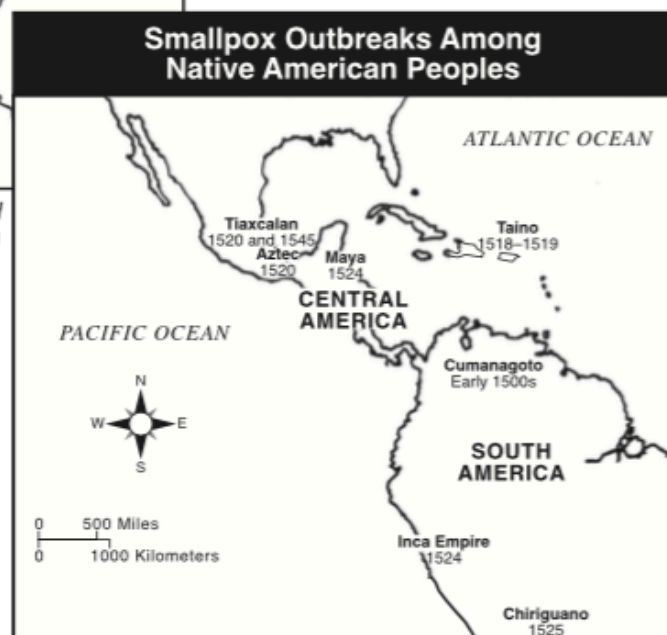 Smallpox Outbreaks Among
Native American Peoples
ATLANTIC OCEAN
Tiaxcalan
1520 and 1545
Aztec
1520
Maya
1524
Taino
1518–1519
CENTRAL
AMERICA
PACIFIC OCEAN
Cumanagoto
Early 1500s
N
W
E
S
SOUTH
AMERICA
0 500 Miles
0 1000 Kilometers
Inca Empire
1524
Chiriguano
1525